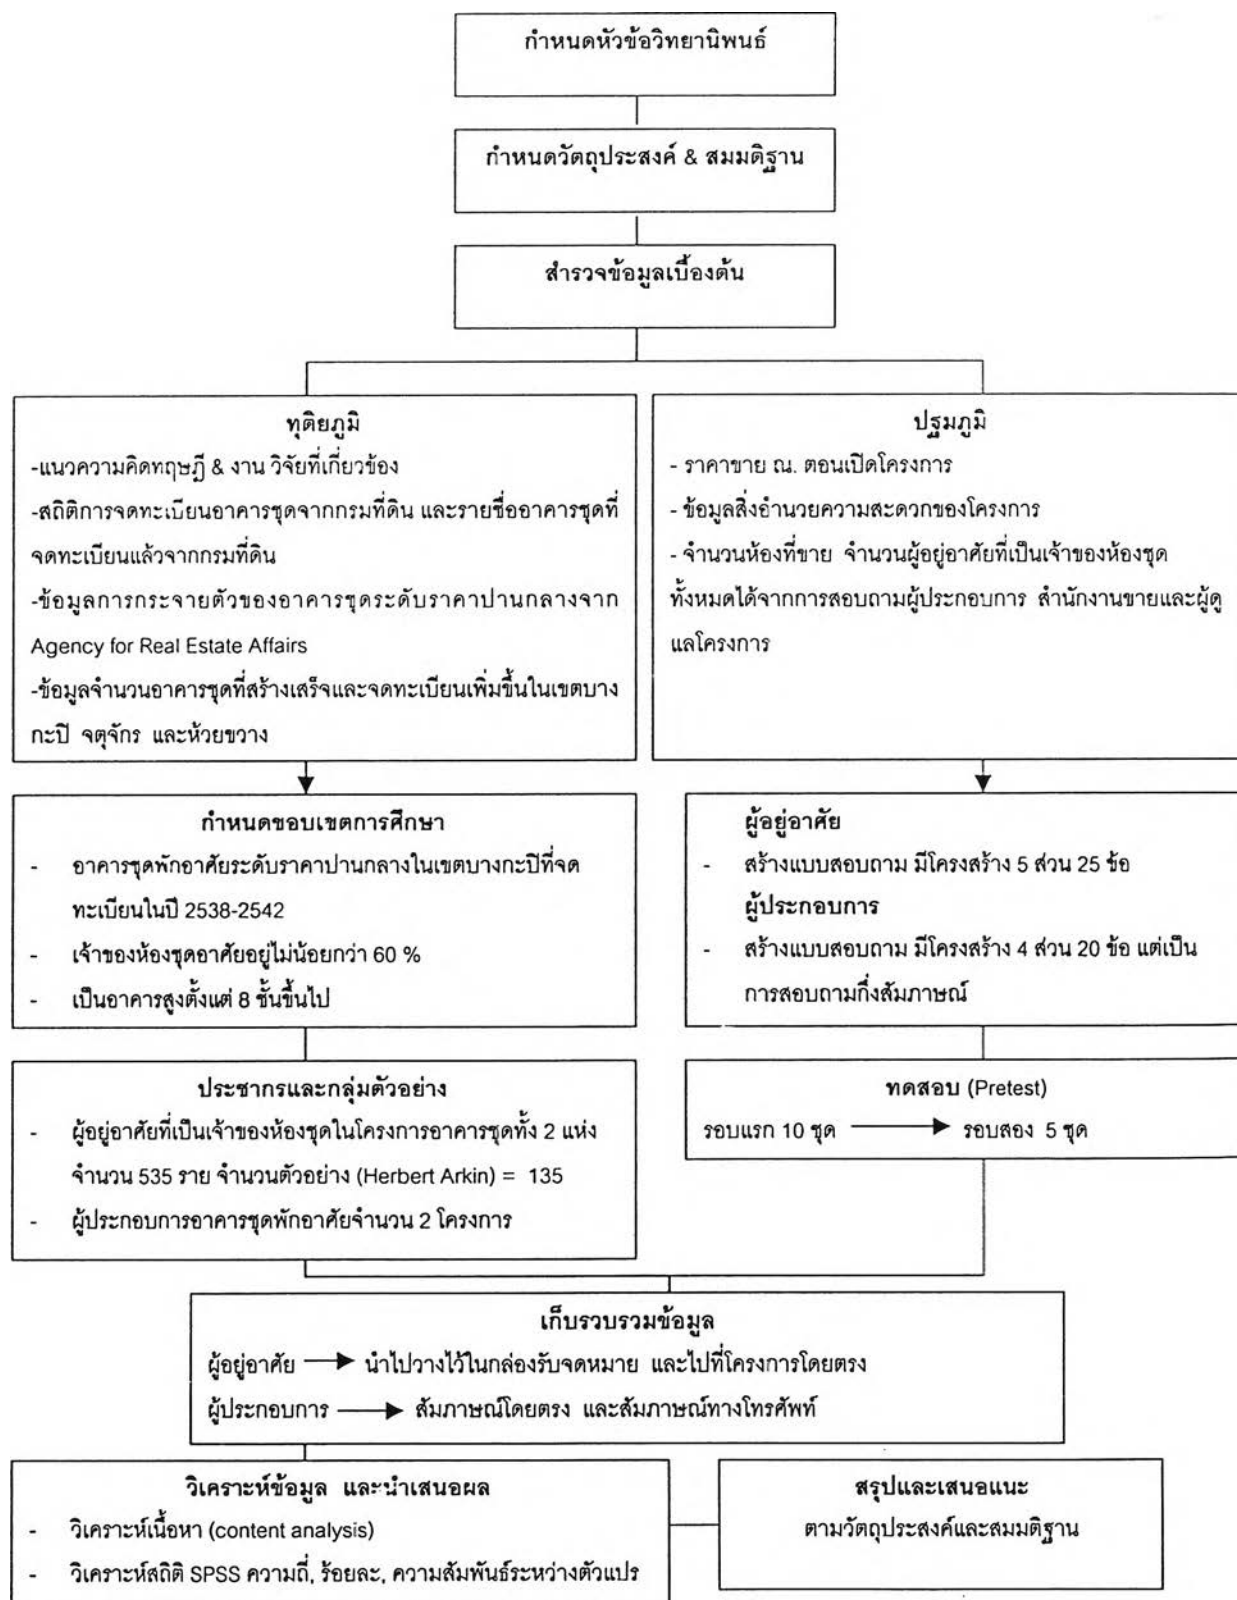 กำหนดหัวข้อวิทยานิพนธ์
กำหนดวัตถุประสงค์ & สมมติฐาน
สำรวจข้อมูลเบื้องต้น
ทุติยภูมิ
-แนวความคิดทฤษฎี & งาน วิจัยที่เกี่ยวข้อง
-สถิติการจดทะเบียนอาคารชุดจากกรมที่ดิน และรายชื่ออาคารชุดที่
จดทะเบียนแล้วจากกรมที่ดิน
-ข้อมูลการกระจายตัวของอาคารชุดระดับราคาปานกลางจาก
Agency for Real Estate Affairs
-ข้อมูลจำนวนอาคารชุดที่สร้างเสร็จและจดทะเบียนเพิ่มขึ้นในเขตบาง
กะปิ จตุจักร และห้วยขวาง
ปฐมภูมิ
- ราคาขาย ณ. ตอนเปิดโครงการ
- ข้อมูลสิ่งอำนวยความสะดวกของโครงการ
- จำนวนห้องที่ขาย จำนวนผู้อยู่อาศัยที่เป็นเจ้าของห้องชุด
ทั้งหมดได้จากการสอบถามผู้ประกอบการ สำนักงานขายและผู้ดู
แลโครงการ
กำหนดขอบเขตการศึกษา
- อาคารชุดพักอาศัยระดับราคาปานกลางในเขตบางกะปิที่จด
ทะเบียนในปี 2538-2542
- เจ้าของห้องชุดอาศัยอยู่ไม่น้อยกว่า 60 %
- เป็นอาคารสูงตั้งแต่ 8 ชั้นขึ้นไป
ผู้อยู่อาศัย
- สร้างแบบสอบถาม มีโครงสร้าง 5 ส่วน 25 ข้อ
ผู้ประกอบการ
- สร้างแบบสอบถาม มีโครงสร้าง 4 ส่วน 20 ข้อ แต่เป็น
การสอบถามกึ่งสัมภาษณ์
ประชากรและกลุ่มตัวอย่าง
- ผู้อยู่อาศัยที่เป็นเจ้าของห้องชุดในโครงการอาคารชุดทั้ง 2 แห่ง
จำนวน 535 ราย จำนวนตัวอย่าง (Herbert Arkin) = 135
- ผู้ประกอบการอาคารชุดพักอาศัยจำนวน 2 โครงการ
ทดสอบ (Pretest)
รอบแรก 10 ชุด → รอบสอง 5 ชุด
เก็บรวบรวมข้อมูล
ผู้อยู่อาศัย → นำไปวางไว้ในกล่องรับจดหมาย และไปที่โครงการโดยตรง
ผู้ประกอบการ → สัมภาษณ์โดยตรง และสัมภาษณ์ทางโทรศัพท์
วิเคราะห์ข้อมูล และนำเสนอผล
- วิเคราะห์เนื้อหา (content analysis)
- วิเคราะห์สถิติ SPSS ความถี่, ร้อยละ, ความสัมพันธ์ระหว่างตัวแปร
สรุปและเสนอแนะ
ตามวัตถุประสงค์และสมมติฐาน